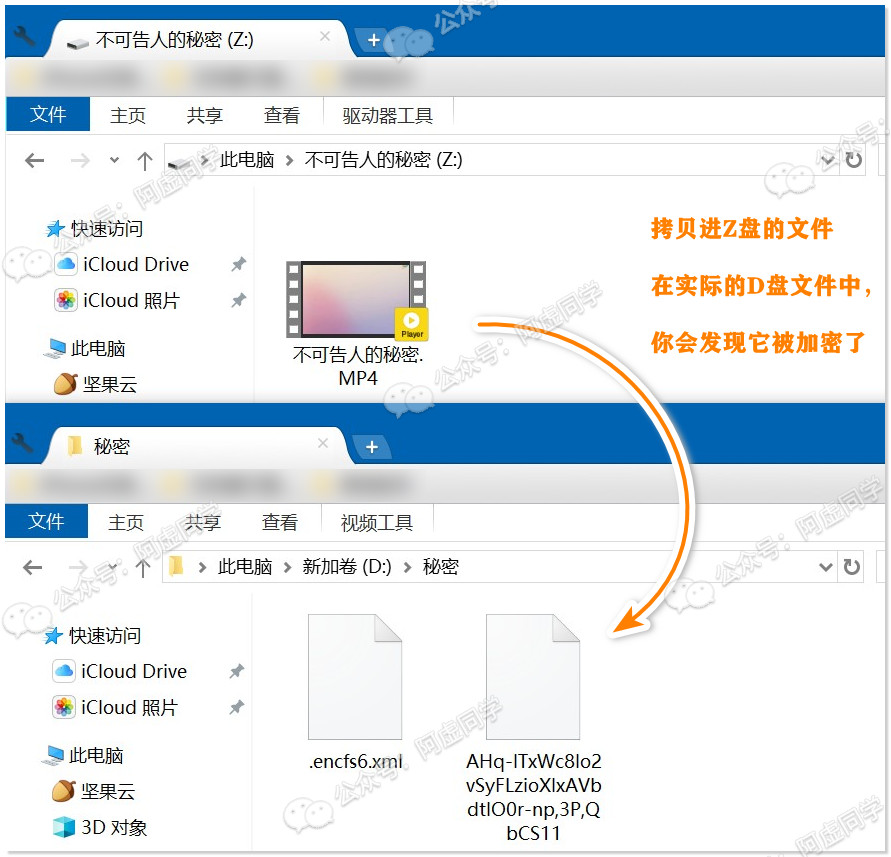 不可告人的秘密 (Z:)
文件 主页 共享 查看 驱动器工具
此电脑 › 不可告人的秘密 (Z:)
快速访问
iCloud Drive
iCloud 照片
此电脑
坚果云
Player
不可告人的秘密.
MP4
拷贝进Z盘的文件
在实际的D盘文件中，
你会发现它被加密了
秘密
文件 主页 共享 查看 视频工具
此电脑 › 新加卷 (D:) › 秘密
快速访问
iCloud Drive
iCloud 照片
此电脑
坚果云
3D 对象
.encfs6.xml
AHq-ITxWc8Io2
vSyFLzioXlxAVb
dtIO0r-np,3P,Q
bCS11
公众号：阿虚同学